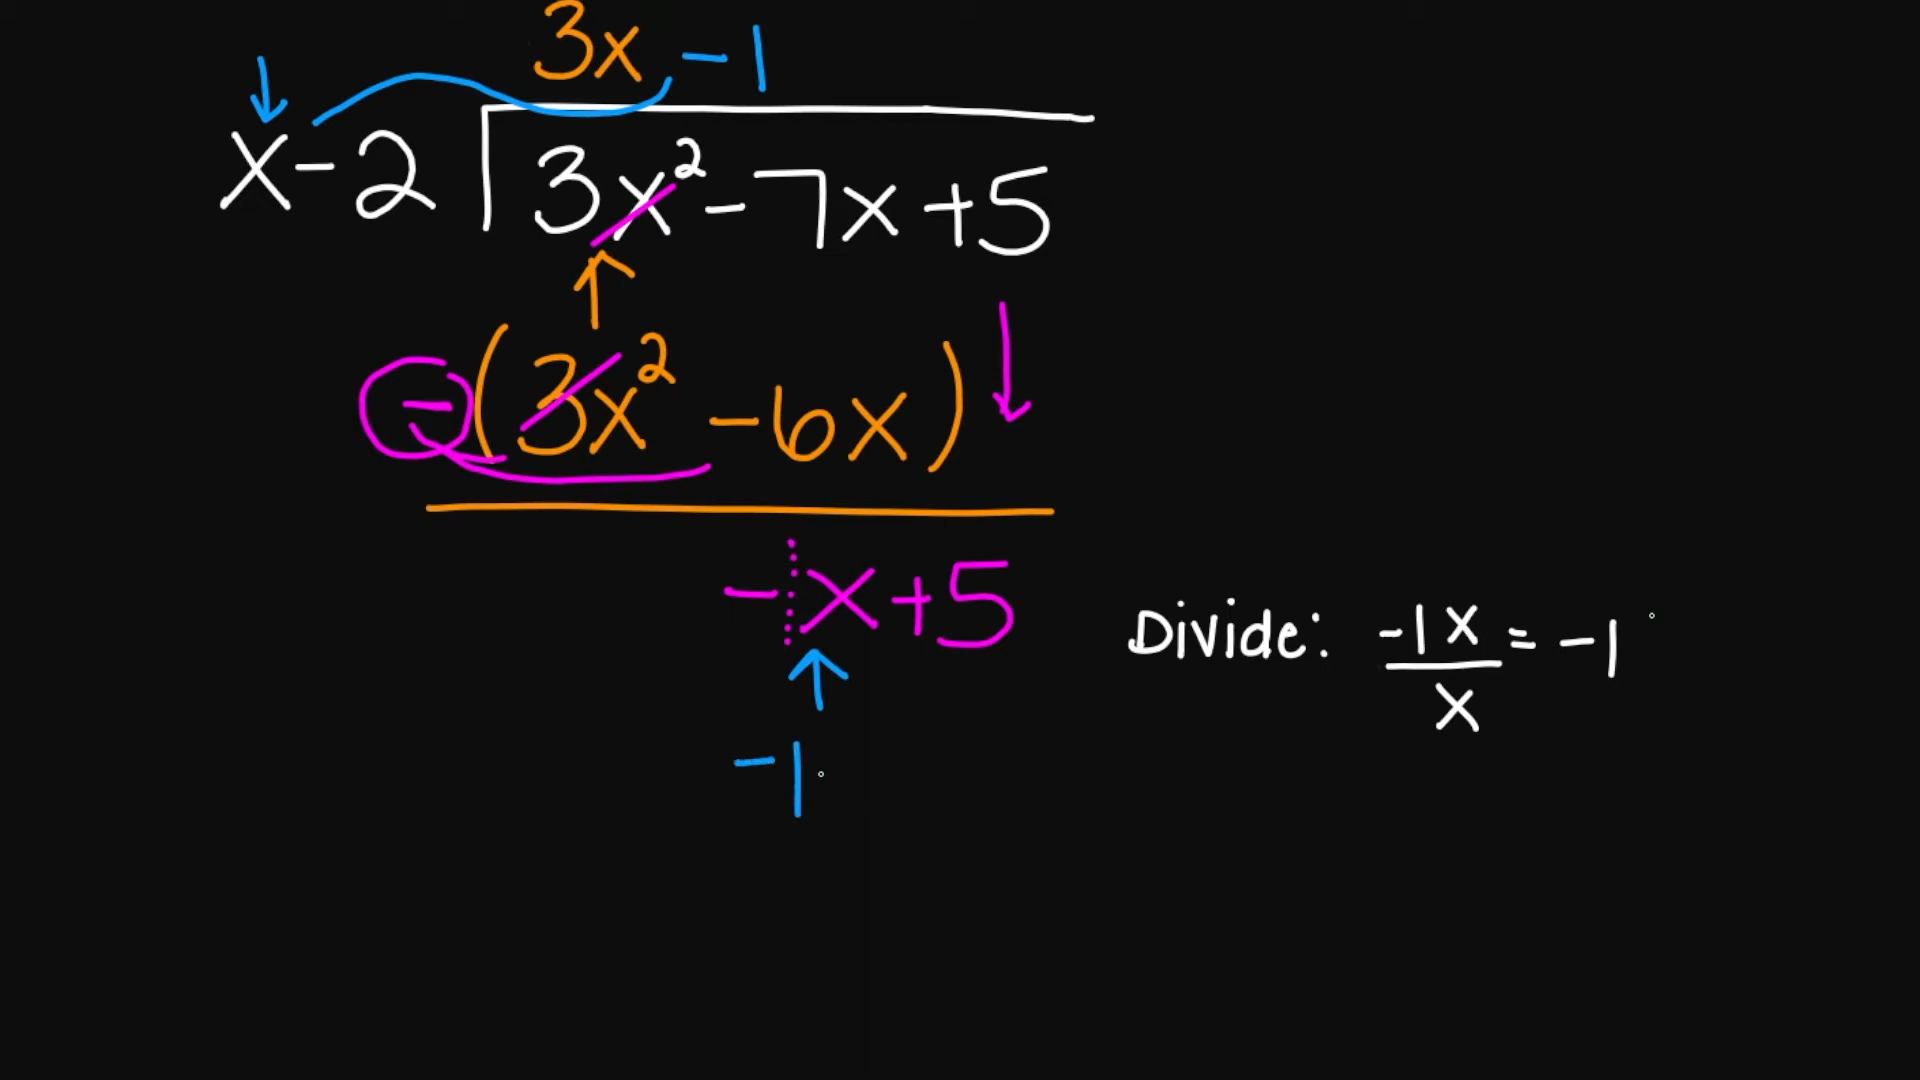 3x - 1
x - 2 3x² - 7x + 5
- (3x² - 6x)
- x + 5
Divide: -1x/x = -1
-1